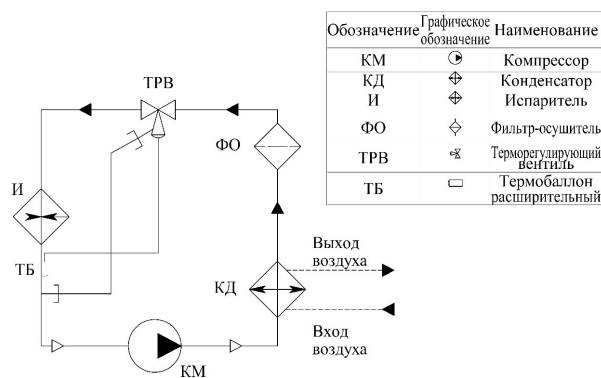 Обозначение Графическое обозначение Наименование
КМ Компрессор
КД Конденсатор
И Испаритель
ФО Фильтр-осушитель
ТРВ Терморегулирующий вентиль
ТБ Термобаллон расширительный
ТРВ
ФО
И
ТБ
КД
КМ
Выход
воздуха
Вход
воздуха